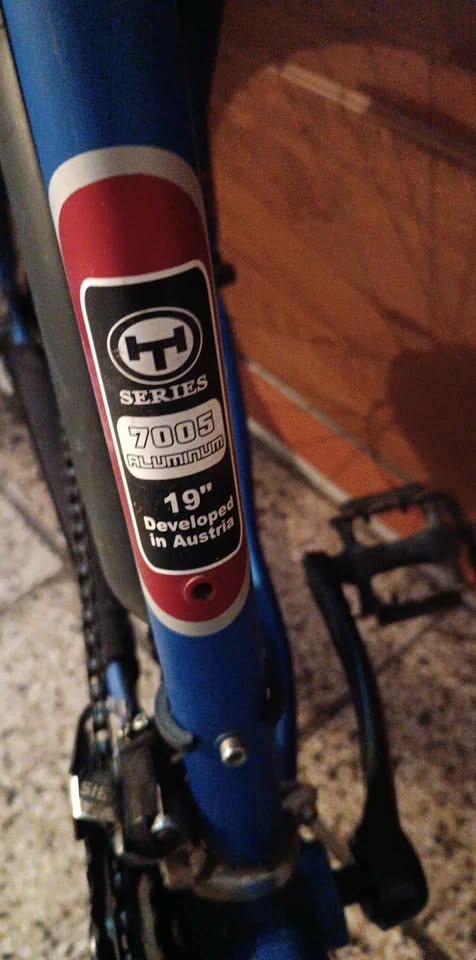 HT
SERIES
7005
ALUMINUM
19"
Developed
in Austria